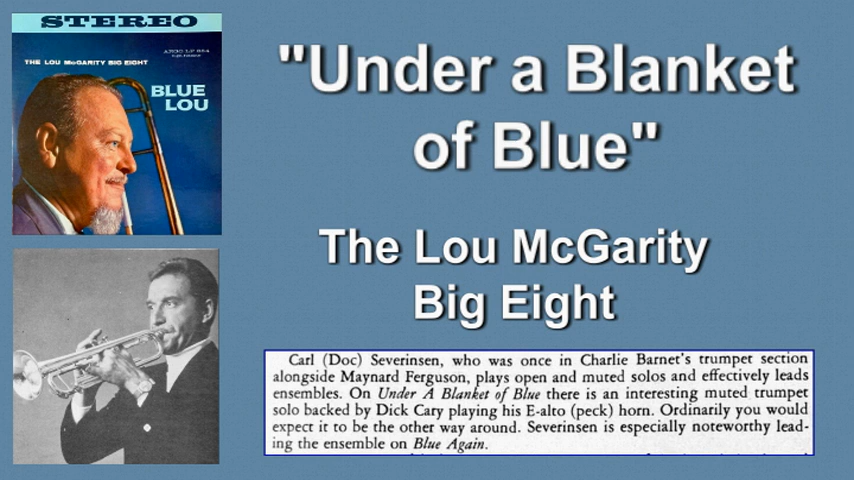 STEREO
THE LOU McGARITY BIG EIGHT
BLUE
LOU
"Under a Blanket
of Blue"
The Lou McGarity
Big Eight
Carl (Doc) Severinsen, who was once in Charlie Barnet's trumpet section
alongside Maynard Ferguson, plays open and muted solos and effectively leads
ensembles. On Under A Blanket of Blue there is an interesting muted trumpet
solo backed by Dick Cary playing his E-alto (peck) horn. Ordinarily you would
expect it to be the other way around. Severinsen is especially noteworthy lead-
ing the ensemble on Blue Again.